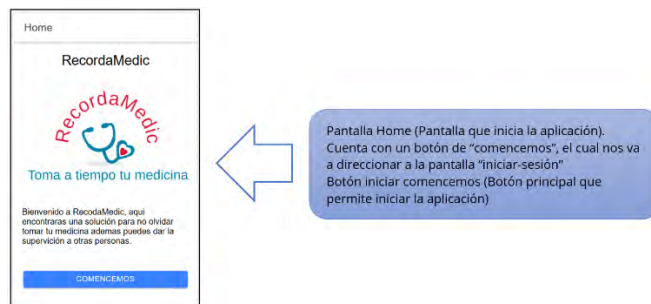 Home
RecordaMedic
RecordaMedic
Toma a tiempo tu medicina
Bienvenido a RecodaMedic, aqui
encontraras una solución para no olvidar
tomar tu medicina ademas puedes dar la
supervición a otras personas.
COMENCEMOS
Pantalla Home (Pantalla que inicia la aplicación).
Cuenta con un botón de “comencemos”, el cual nos va
a direccionar a la pantalla “iniciar-sesión”
Botón iniciar comencemos (Botón principal que
permite iniciar la aplicación)